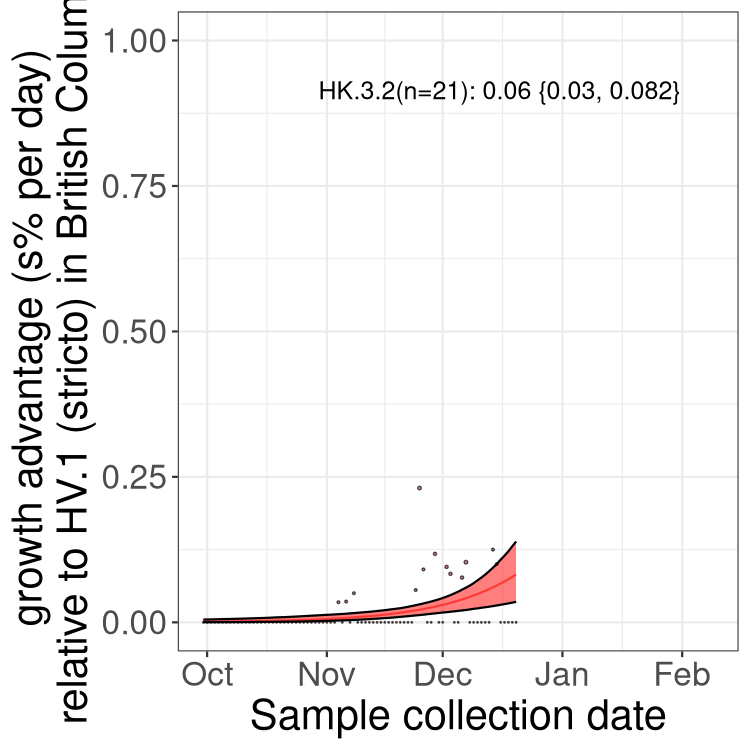 growth advantage (s% per day)
relative to HV.1 (stricto) in British Colum
1.00
0.75
0.50
0.25
0.00
HK.3.2(n=21): 0.06 {0.03, 0.082}
Oct Nov Dec Jan Feb
Sample collection date